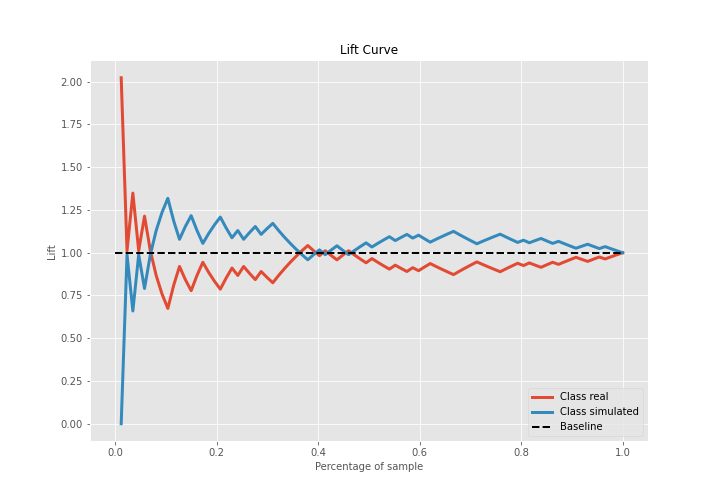 Lift Curve
2.00
1.75
1.50
1.25
1.00
0.75
0.50
0.25
0.00
Lift
0.0 0.2 0.4 0.6 0.8 1.0
Percentage of sample
Class real
Class simulated
Baseline